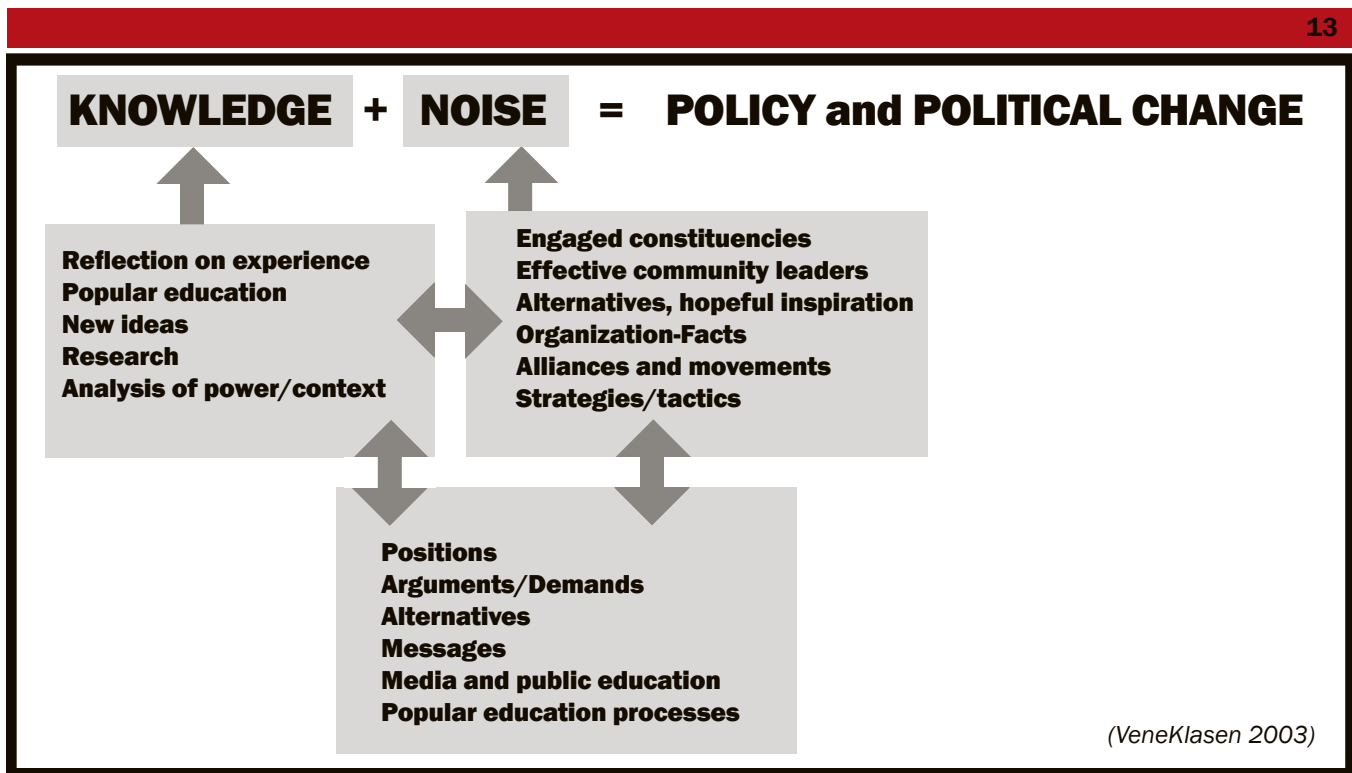 13
KNOWLEDGE + NOISE = POLICY and POLITICAL CHANGE
Reflection on experience
Popular education
New ideas
Research
Analysis of power/context
Engaged constituencies
Effective community leaders
Alternatives, hopeful inspiration
Organization-Facts
Alliances and movements
Strategies/tactics
Positions
Arguments/Demands
Alternatives
Messages
Media and public education
Popular education processes
(VeneKlasen 2003)